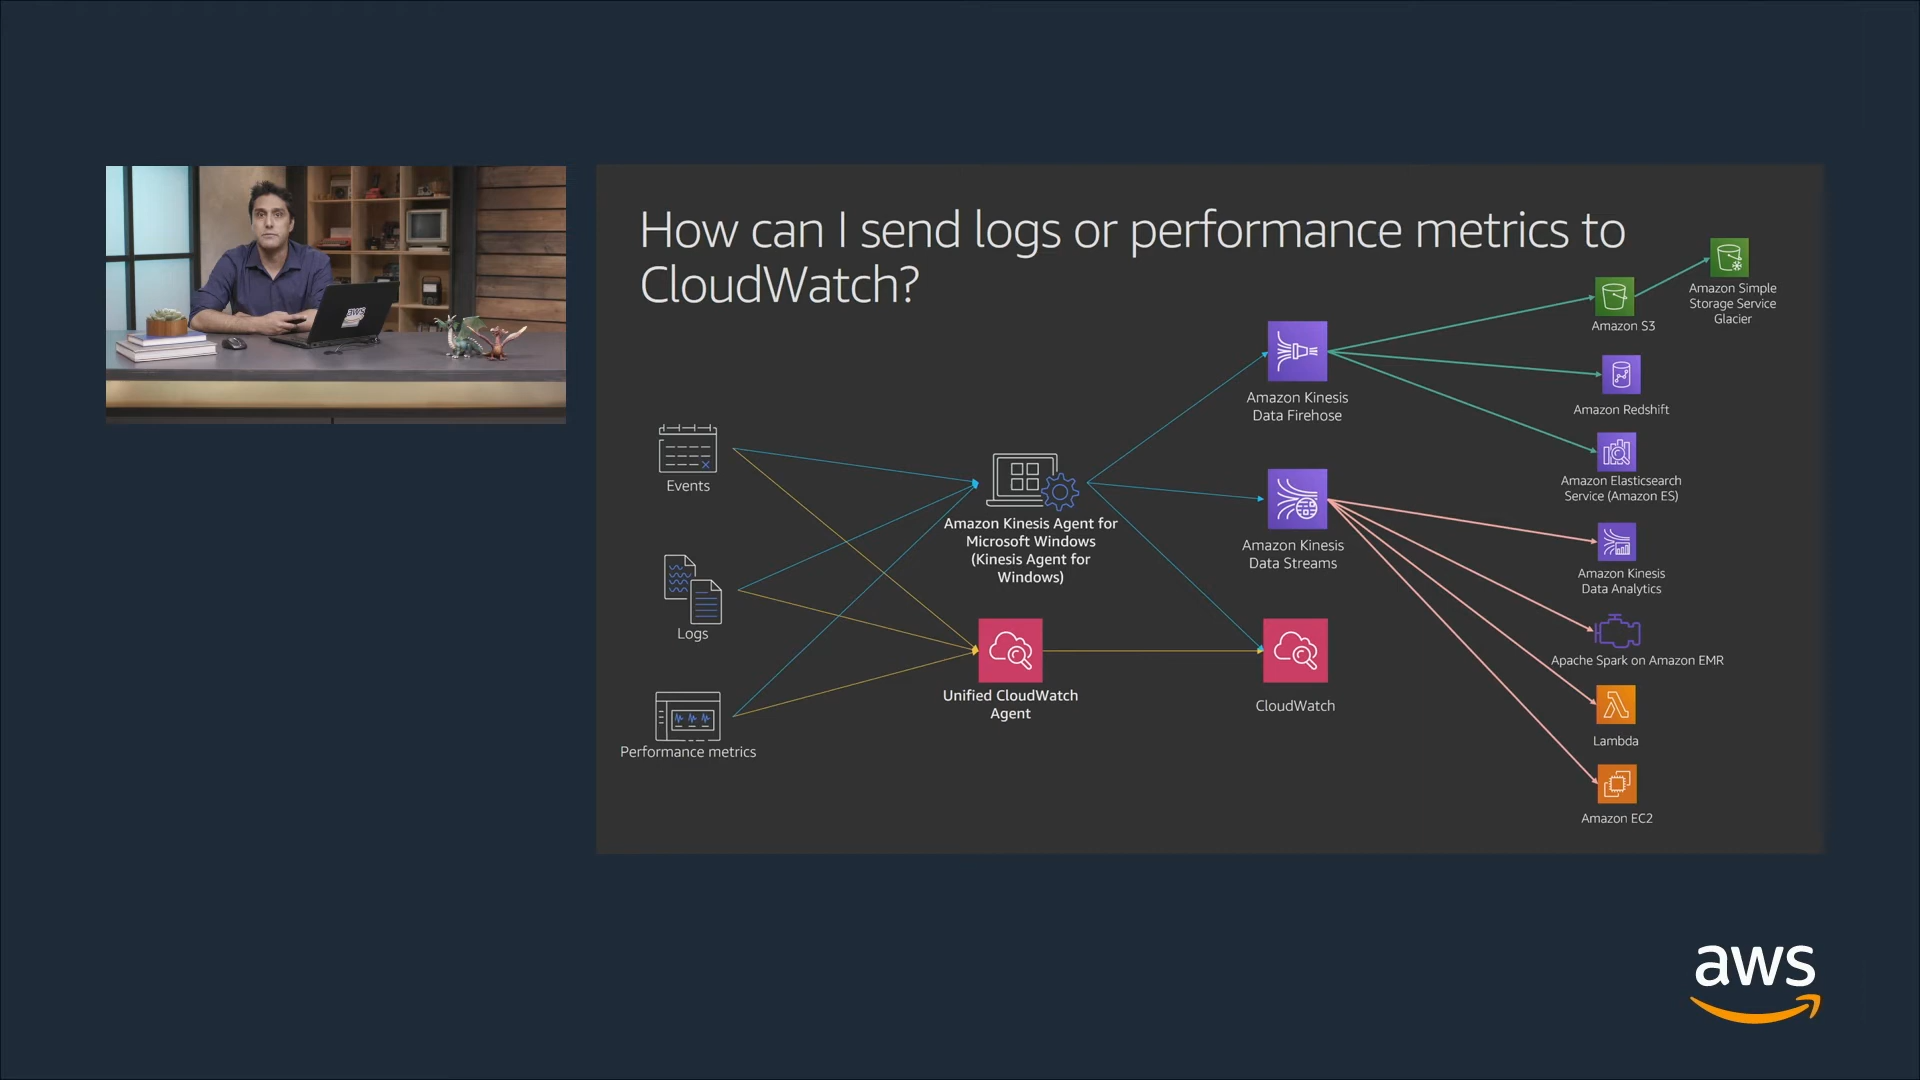 How can I send logs or performance metrics to
CloudWatch?
Events
Logs
Performance metrics
Amazon Kinesis Agent for
Microsoft Windows
(Kinesis Agent for
Windows)
Unified CloudWatch
Agent
Amazon Kinesis
Data Firehose
Amazon Kinesis
Data Streams
CloudWatch
Amazon S3
Amazon Simple
Storage Service
Glacier
Amazon Redshift
Amazon Elasticsearch
Service (Amazon ES)
Amazon Kinesis
Data Analytics
Apache Spark on Amazon EMR
Lambda
Amazon EC2
aws
aws